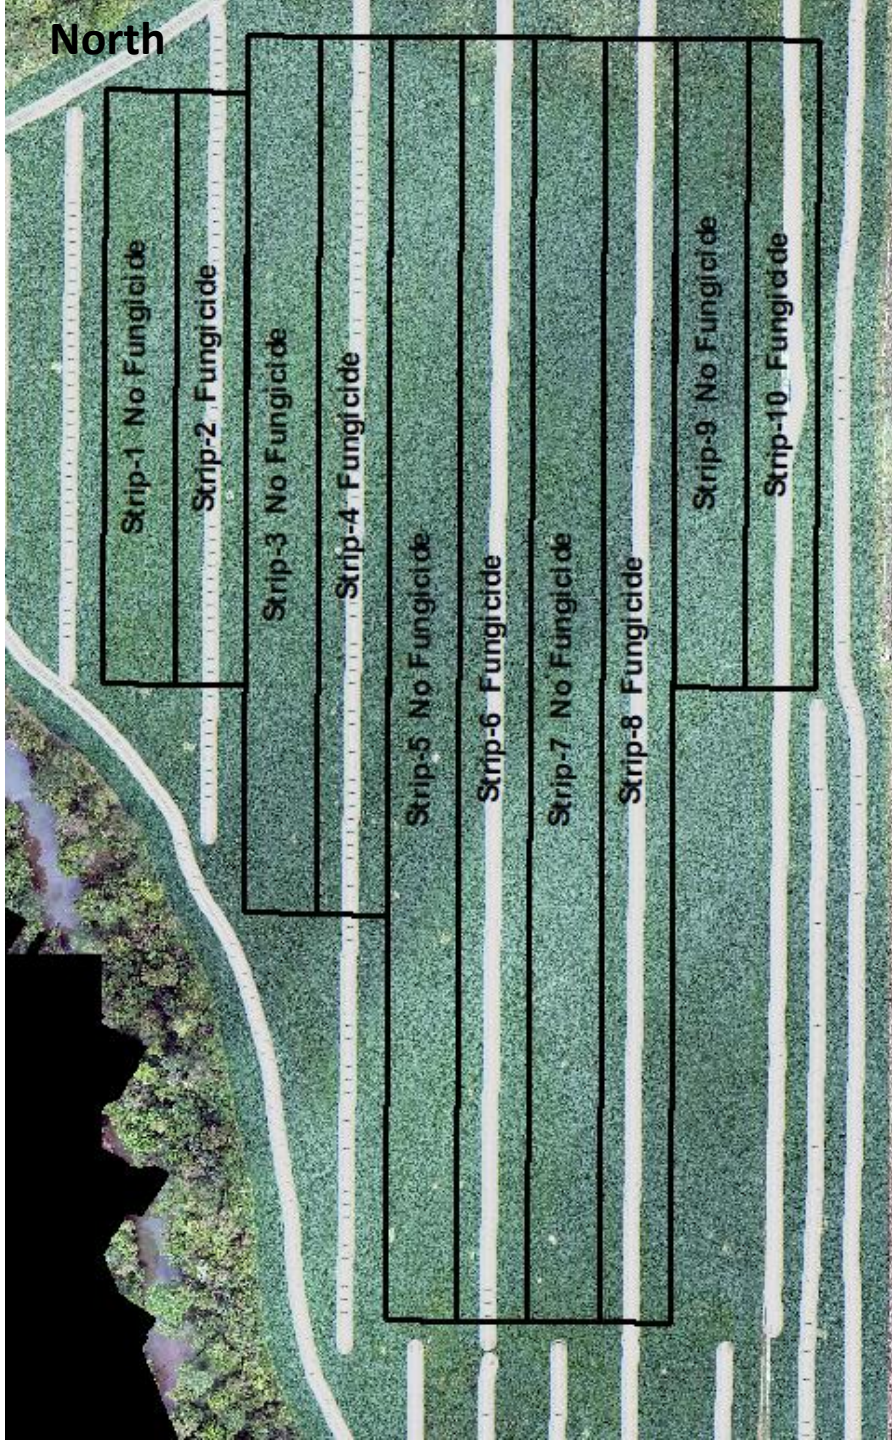 North
Strip-1 No Fungicide
Strip-2 Fungicide
Strip-3 No Fungicide
Strip-4 Fungicide
Strip-5 No Fungicide
Strip-6 Fungicide
Strip-7 No Fungicide
Strip-8 Fungicide
Strip-9 No Fungicide
Strip-10 Fungicide